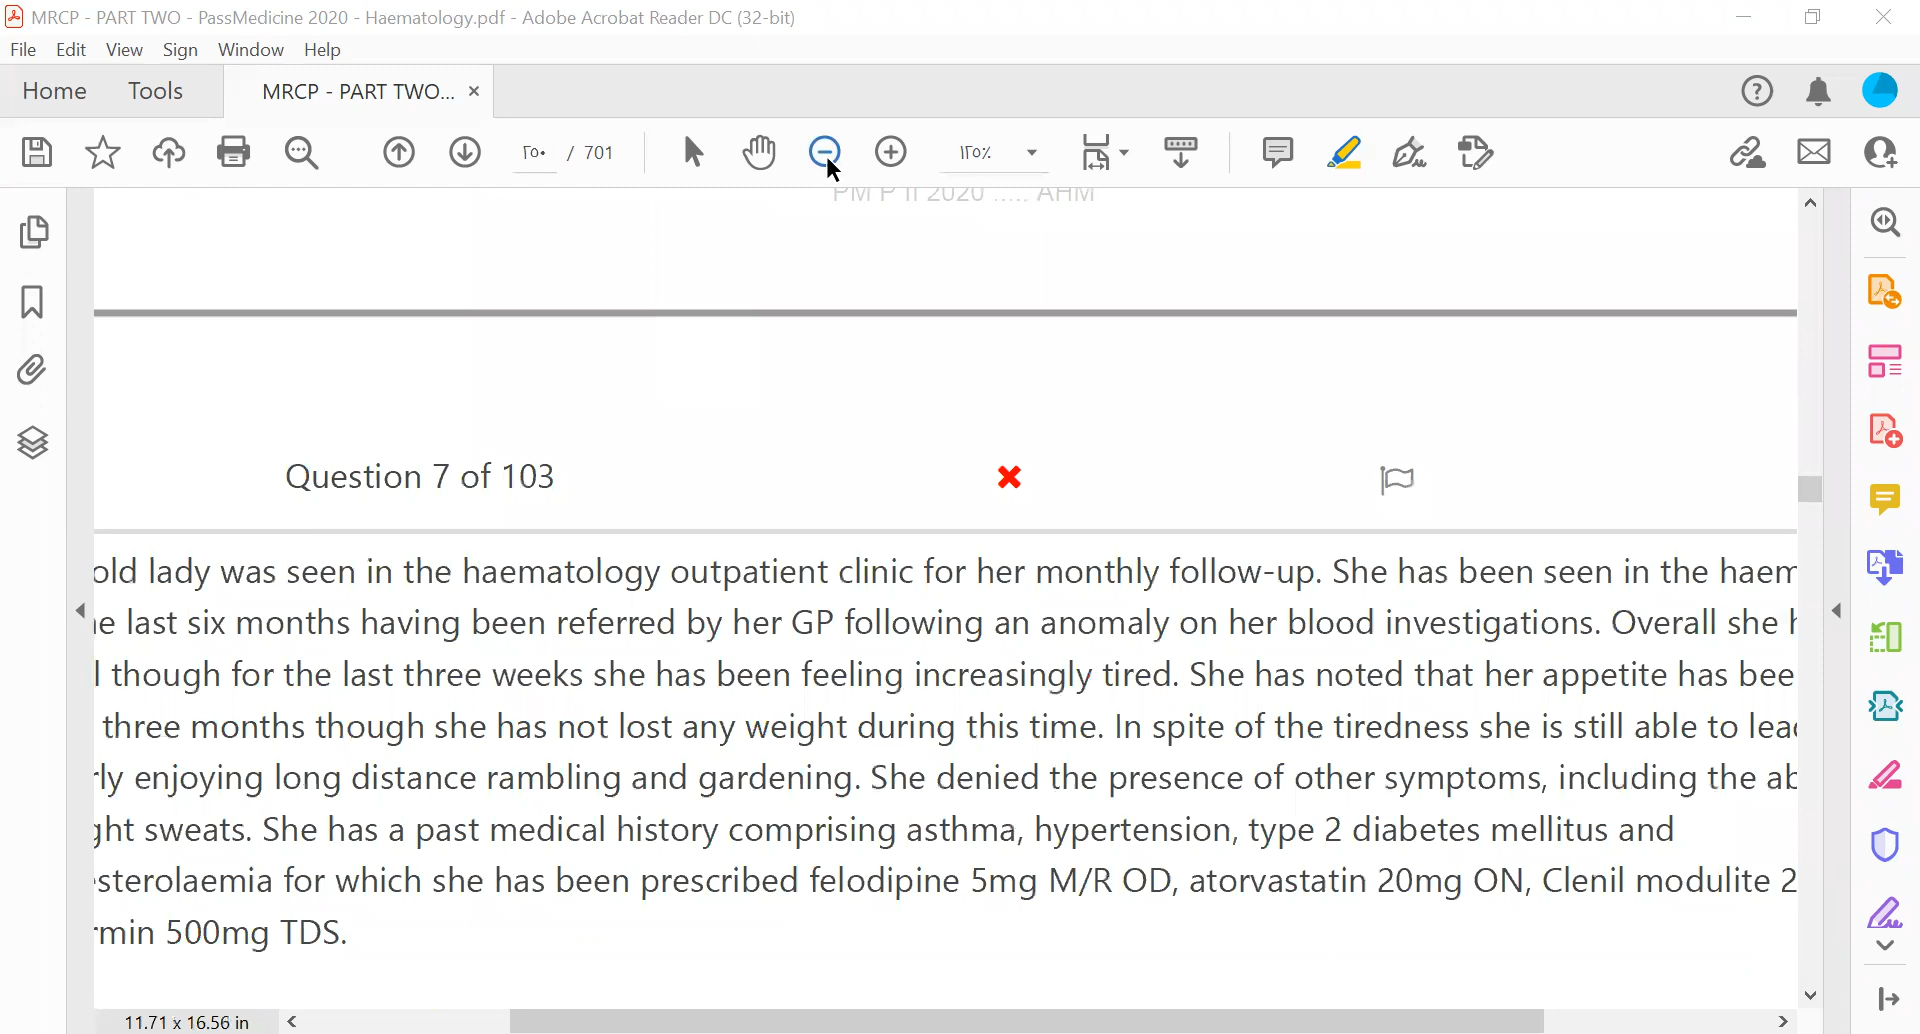 MRCP - PART TWO - PassMedicine 2020 - Haematology.pdf - Adobe Acrobat Reader DC (32-bit)
File Edit View Sign Window Help
Home Tools MRCP - PART TWO...
٢٥٠ / 701 ١٢٥٪
PM P II 2020 ..... AHM
Question 7 of 103
old lady was seen in the haematology outpatient clinic for her monthly follow-up. She has been seen in the haem
last six months having been referred by her GP following an anomaly on her blood investigations. Overall she
though for the last three weeks she has been feeling increasingly tired. She has noted that her appetite has bee
three months though she has not lost any weight during this time. In spite of the tiredness she is still able to lea
rly enjoying long distance rambling and gardening. She denied the presence of other symptoms, including the ab
ght sweats. She has a past medical history comprising asthma, hypertension, type 2 diabetes mellitus and
sterolaemia for which she has been prescribed felodipine 5mg M/R OD, atorvastatin 20mg ON, Clenil modulite 2
rmin 500mg TDS.
11.71 x 16.56 in